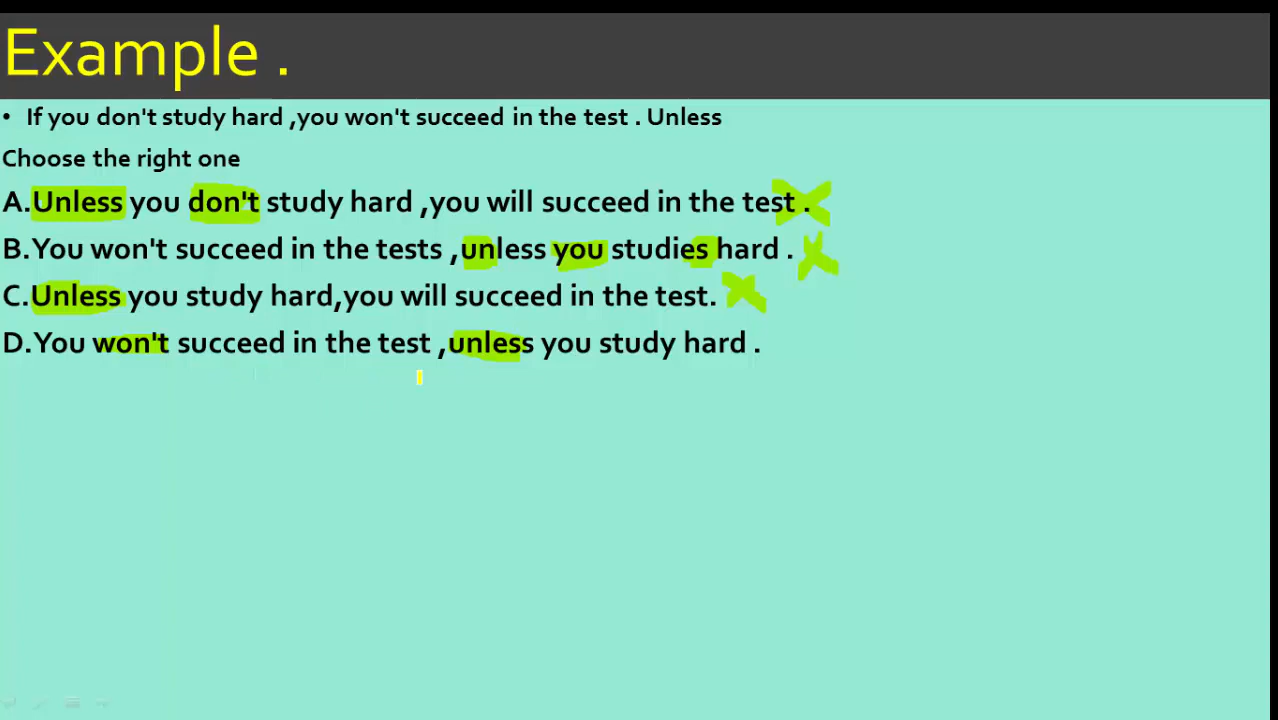 Example .
• If you don't study hard ,you won't succeed in the test . Unless
Choose the right one
A.Unless you don't study hard ,you will succeed in the test .
B.You won't succeed in the tests ,unless you studies hard .
C.Unless you study hard,you will succeed in the test.
D.You won't succeed in the test ,unless you study hard .